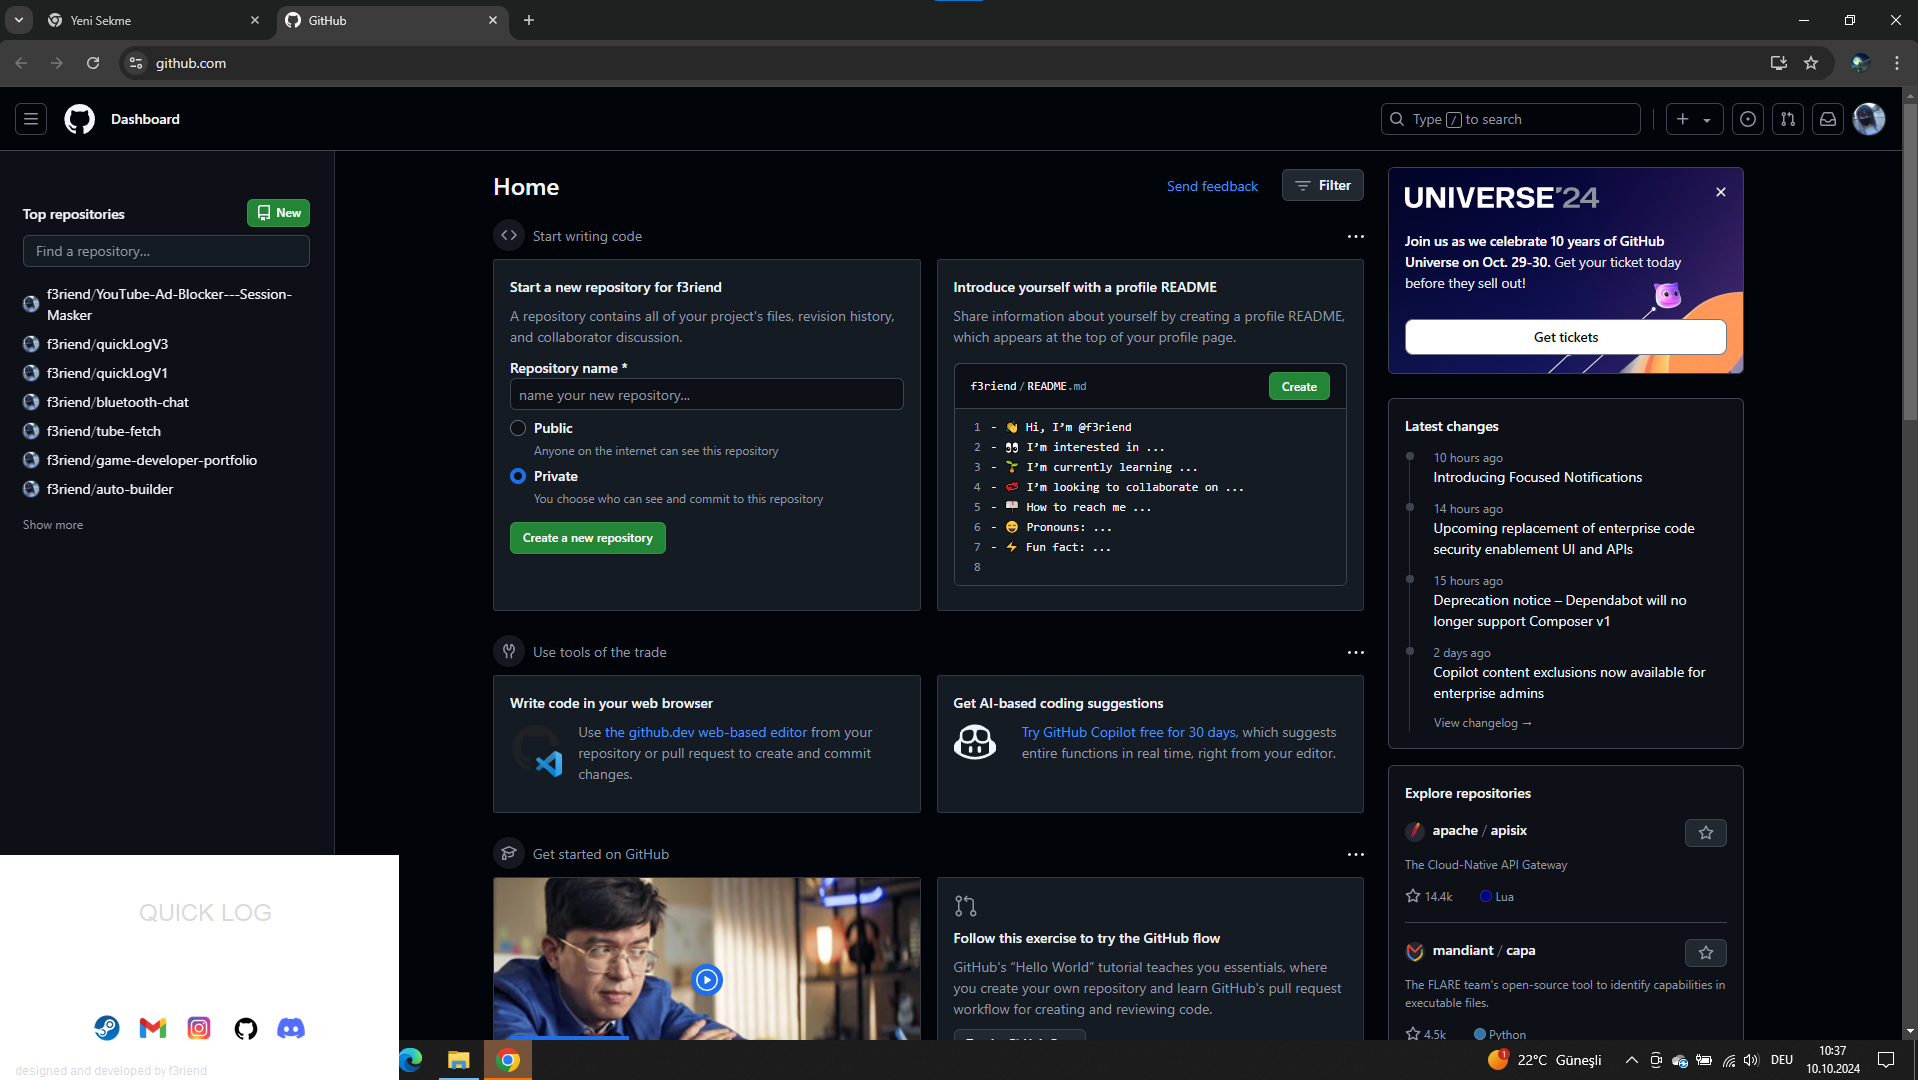 Yeni Sekme
GitHub
github.com
Dashboard
Type / to search
Top repositories
New
Find a repository...
f3riend/YouTube-Ad-Blocker---Session-
Masker
f3riend/quickLogV3
f3riend/quickLogV1
f3riend/bluetooth-chat
f3riend/tube-fetch
f3riend/game-developer-portfolio
f3riend/auto-builder
Show more
Home
Send feedback
Filter
Start writing code
Start a new repository for f3riend
A repository contains all of your project's files, revision history,
and collaborator discussion.
Repository name *
name your new repository...
Public
Anyone on the internet can see this repository
Private
You choose who can see and commit to this repository
Create a new repository
Introduce yourself with a profile README
Share information about yourself by creating a profile README,
which appears at the top of your profile page.
f3riend / README.md
Create
1 - 👋 Hi, I’m @f3riend
2 - 👀 I’m interested in ...
3 - 🌱 I’m currently learning ...
4 - 💞️ I’m looking to collaborate on ...
5 - 📫 How to reach me ...
6 - 😄 Pronouns: ...
7 - ⚡ Fun fact: ...
8
Use tools of the trade
Write code in your web browser
Use the github.dev web-based editor from your
repository or pull request to create and commit
changes.
Get AI-based coding suggestions
Try GitHub Copilot free for 30 days, which suggests
entire functions in real time, right from your editor.
Get started on GitHub
Follow this exercise to try the GitHub flow
GitHub's “Hello World” tutorial teaches you essentials, where
you create your own repository and learn GitHub's pull request
workflow for creating and reviewing code.
UNIVERSE'24
Join us as we celebrate 10 years of GitHub
Universe on Oct. 29-30. Get your ticket today
before they sell out!
Get tickets
Latest changes
10 hours ago
Introducing Focused Notifications
14 hours ago
Upcoming replacement of enterprise code
security enablement UI and APIs
15 hours ago
Deprecation notice – Dependabot will no
longer support Composer v1
2 days ago
Copilot content exclusions now available for
enterprise admins
View changelog →
Explore repositories
apache / apisix
The Cloud-Native API Gateway
14.4k
Lua
mandiant / capa
The FLARE team's open-source tool to identify capabilities in
executable files.
4.5k
Python
QUICK LOG
designed and developed by f3riend
1
22°C Güneşli
DEU
10:37
10.10.2024